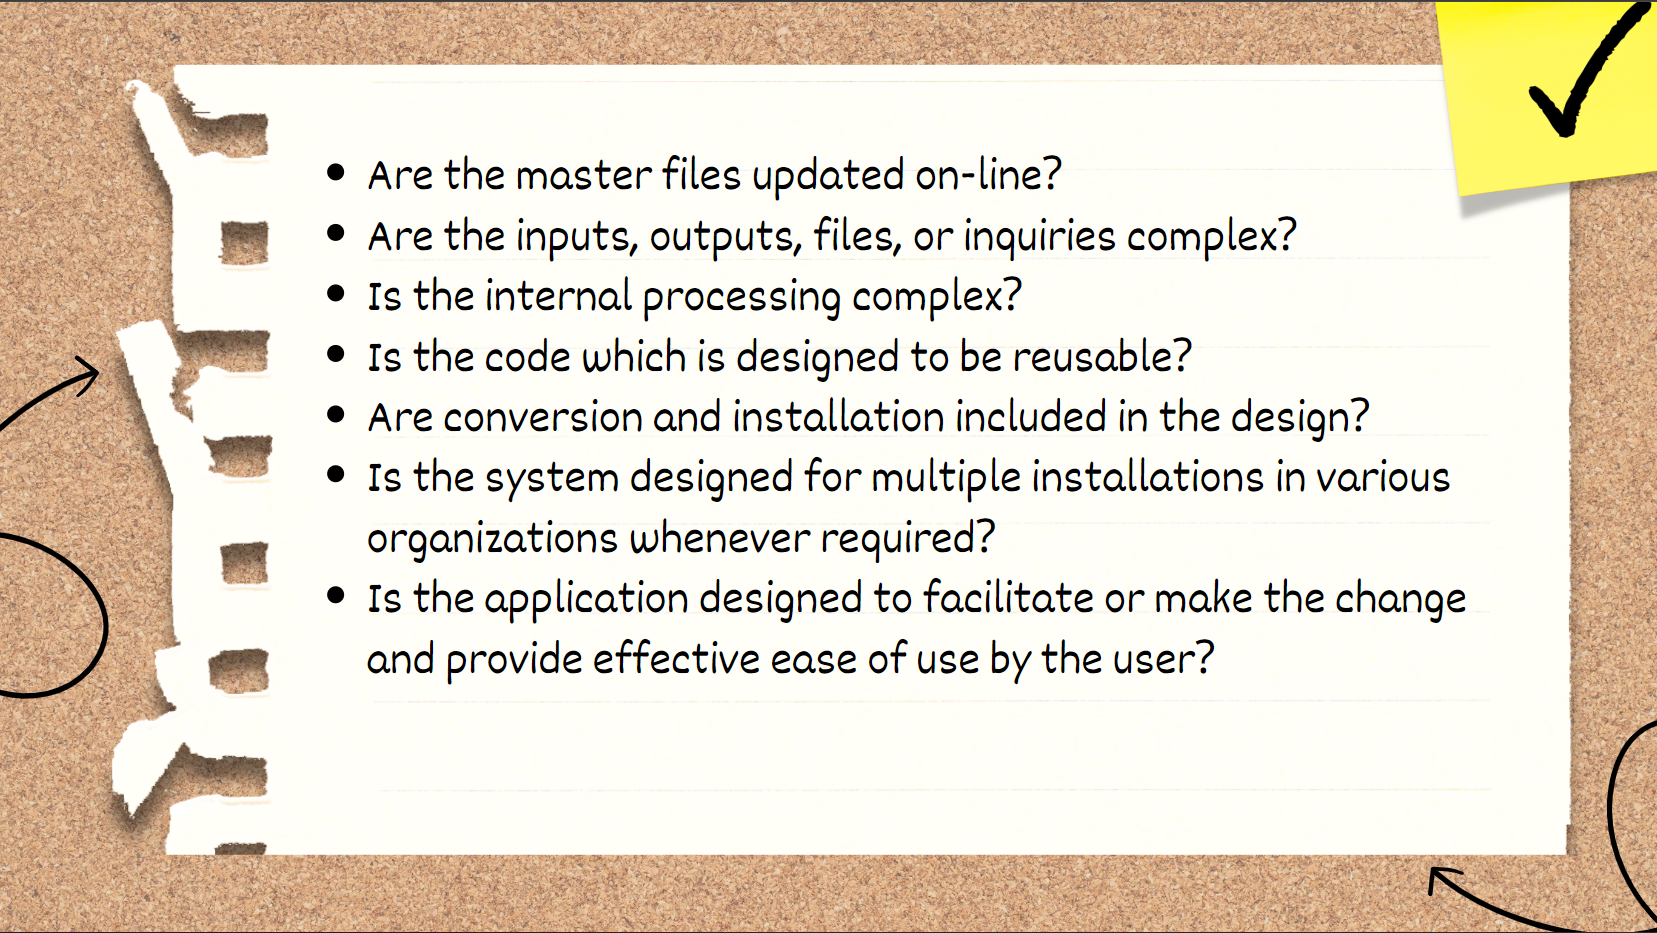 • Are the master files updated on-line?
• Are the inputs, outputs, files, or inquiries complex?
• Is the internal processing complex?
• Is the code which is designed to be reusable?
• Are conversion and installation included in the design?
• Is the system designed for multiple installations in various
organizations whenever required?
• Is the application designed to facilitate or make the change
and provide effective ease of use by the user?